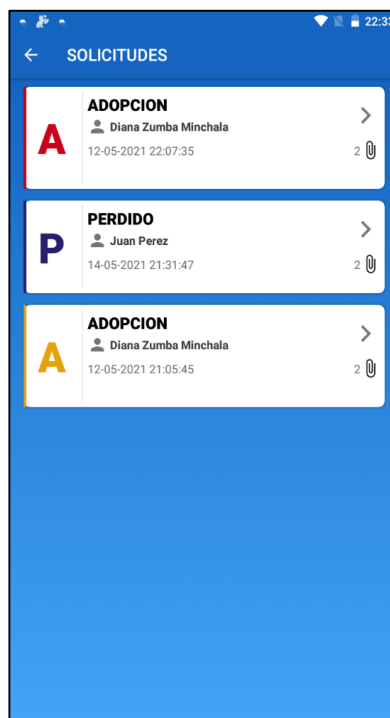 22:33
SOLICITUDES
A
ADOPCION
Diana Zumba Minchala
12-05-2021 22:07:35
2
P
PERDIDO
Juan Perez
14-05-2021 21:31:47
2
A
ADOPCION
Diana Zumba Minchala
12-05-2021 21:05:45
2